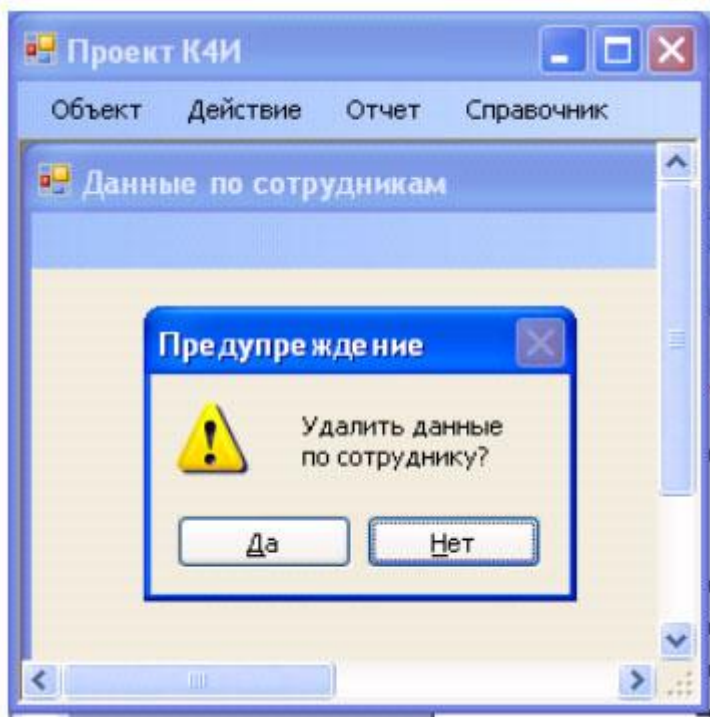 Проект К4И
Объект Действие Отчет Справочник
Данные по сотрудникам
Предупреждение
Удалить данные
по сотруднику?
Да Нет